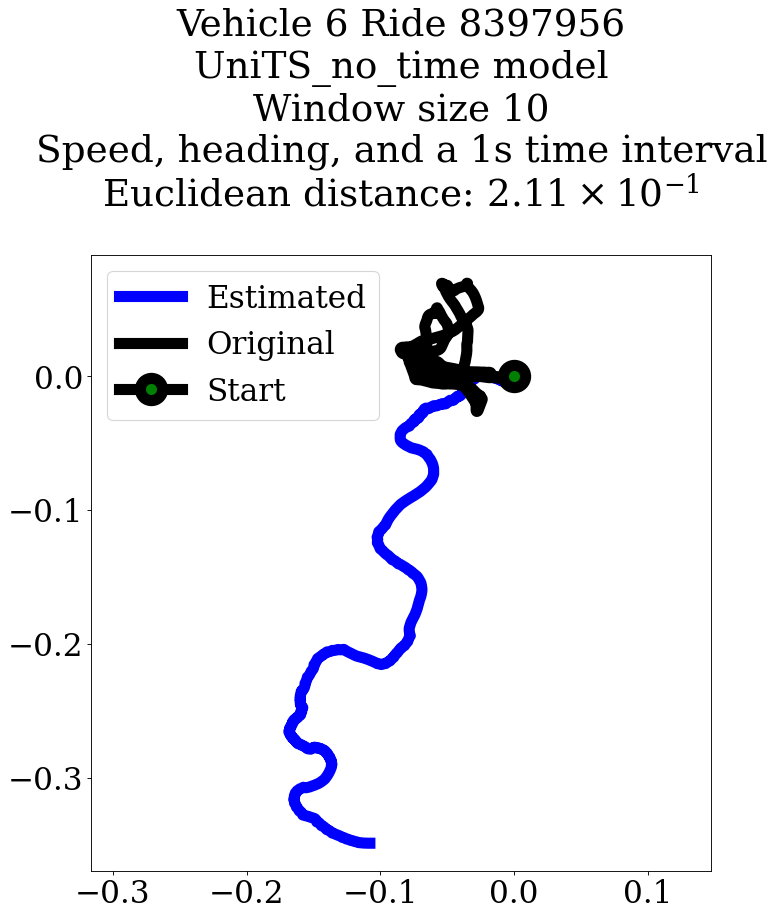 Vehicle 6 Ride 8397956
UniTS_no_time model
Window size 10
Speed, heading, and a 1s time interval
Euclidean distance: 2.11 × 10⁻¹
Estimated
Original
Start
0.0
−0.1
−0.2
−0.3
−0.3 −0.2 −0.1 0.0 0.1